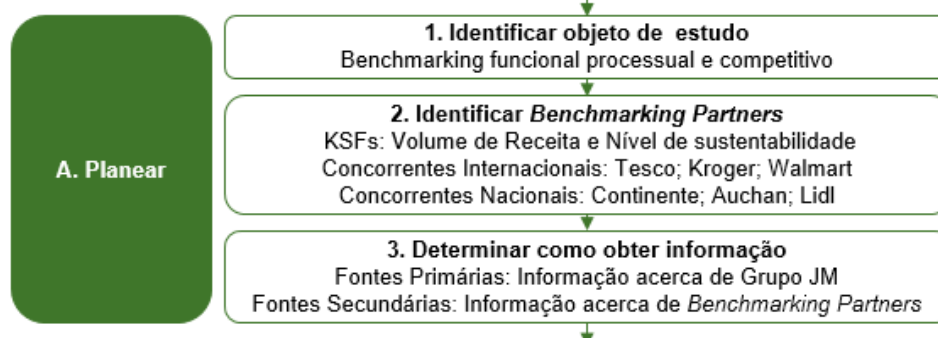 A. Planear
1. Identificar objeto de estudo
Benchmarking funcional processual e competitivo
2. Identificar Benchmarking Partners
KSFs: Volume de Receita e Nível de sustentabilidade
Concorrentes Internacionais: Tesco; Kroger; Walmart
Concorrentes Nacionais: Continente; Auchan; Lidl
3. Determinar como obter informação
Fontes Primárias: Informação acerca de Grupo JM
Fontes Secundárias: Informação acerca de Benchmarking Partners